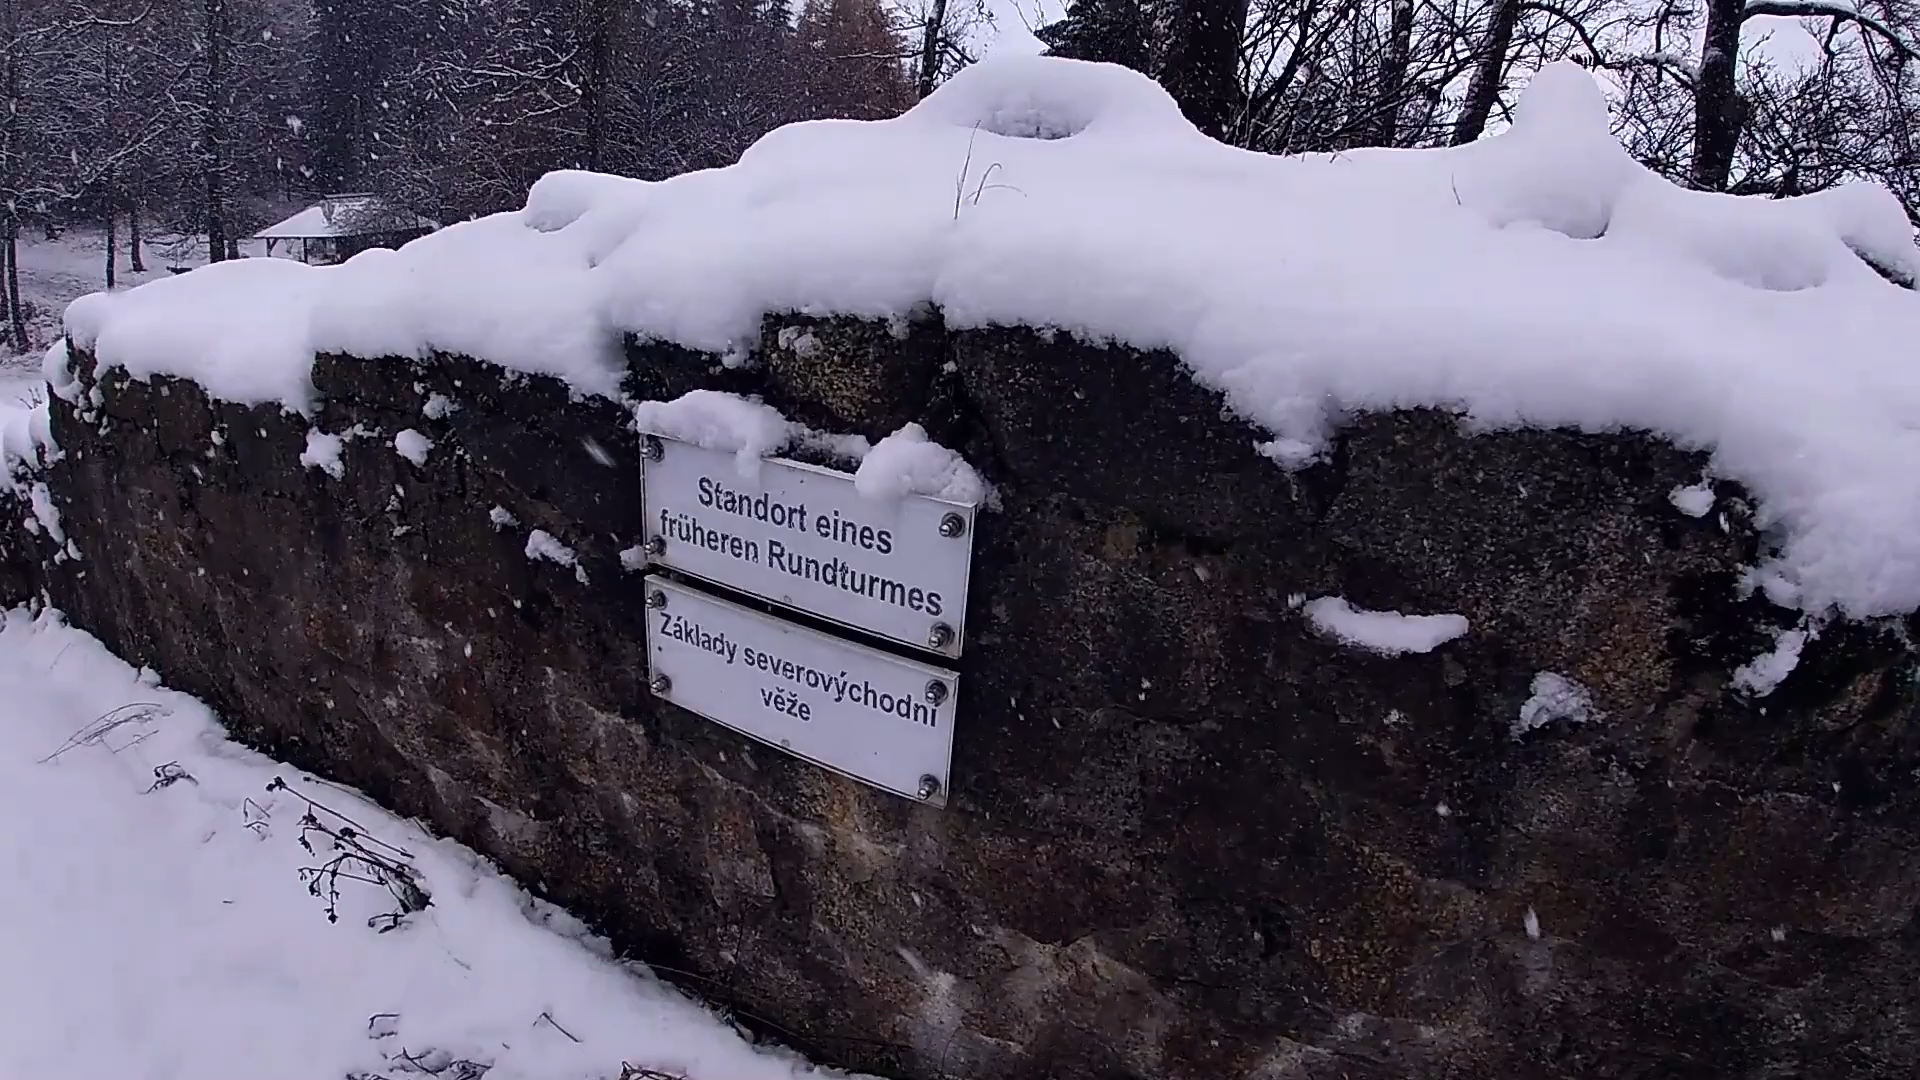 Standort eines
früheren Rundturmes
Základy severovýchodní
věže